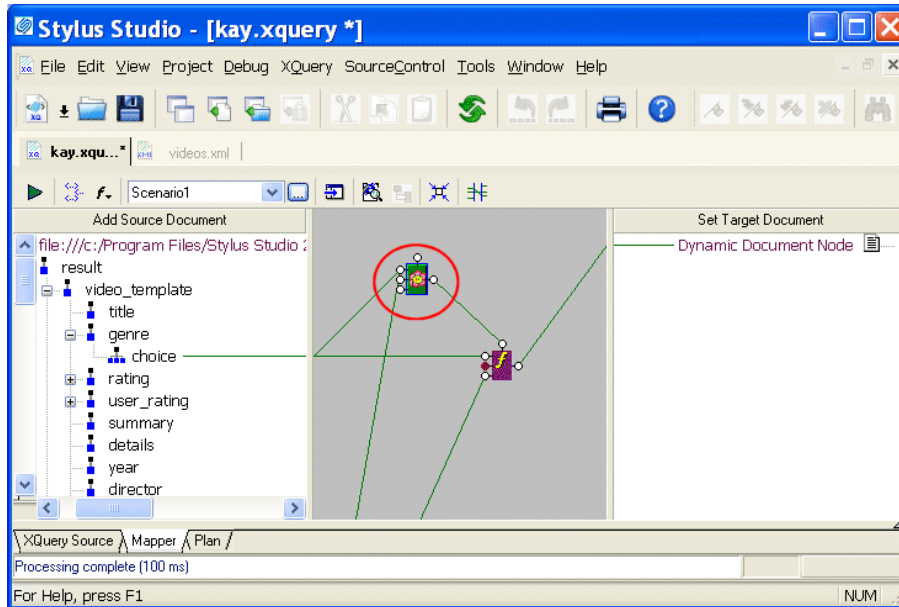 Stylus Studio - [kay.xquery *]
File Edit View Project Debug XQuery SourceControl Tools Window Help
kay.xqu...* videos.xml
Scenario1
Add Source Document
Set Target Document
file:///c:/Program Files/Stylus Studio
Dynamic Document Node
result
video_template
title
genre
choice
rating
user_rating
summary
details
year
director
XQuery Source Mapper Plan
Processing complete (100 ms)
For Help, press F1
NUM